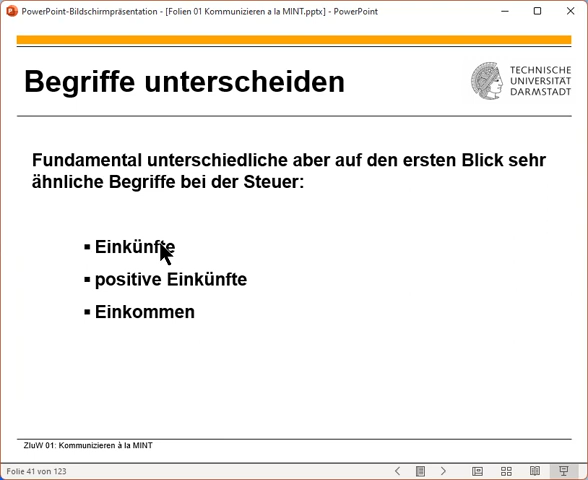 PowerPoint-Bildschirmpräsentation - [Folien 01 Kommunizieren a la MINT.pptx] - PowerPoint
Begriffe unterscheiden
TECHNISCHE
UNIVERSITÄT
DARMSTADT
Fundamental unterschiedliche aber auf den ersten Blick sehr
ähnliche Begriffe bei der Steuer:
▪ Einkünfte
▪ positive Einkünfte
▪ Einkommen
ZIuW 01: Kommunizieren à la MINT
Folie 41 von 123